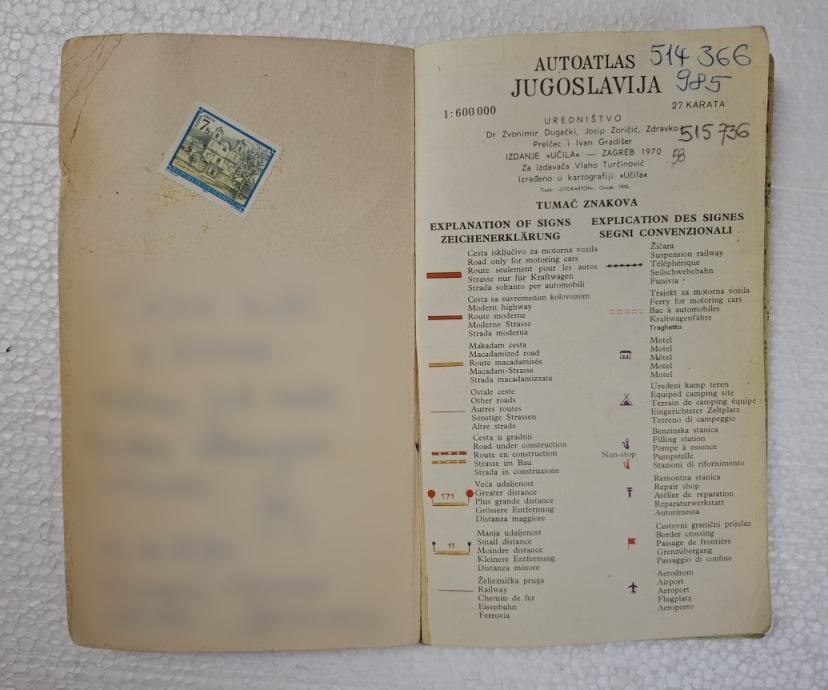 7s
AUTOATLAS 514 366
JUGOSLAVIJA 985
1:600 000
27 KARATA
UREDNIŠTVO
Dr Zvonimir Dugački, Josip Zoričić, Zdravko 515 736
Prelčec i Ivan Gradišer
IZDANJE »UČILA« — ZAGREB 1970
Za izdavača Vlaho Turčinović
Izrađeno u kartografiji »Učila«
TUMAČ ZNAKOVA
EXPLANATION OF SIGNS
ZEICHENERKLÄRUNG
EXPLICATION DES SIGNES
SEGNI CONVENZIONALI
Cesta isključivo za motorna vozila
Road only for motoring cars
Route seulement pour les autos
Strasse nur für Kraftwagen
Strada soltanto per automobili
Cesta sa suvremenim kolovozom
Modern highway
Route moderne
Moderne Strasse
Strada moderna
Makadam cesta
Macadamized road
Route macadamisée
Macadam-Strasse
Strada macadamizzata
Ostale ceste
Other roads
Autres routes
Sonstige Strassen
Altre strade
Cesta u gradnji
Road under construction
Route en construction
Strasse im Bau
Strada in construzione
Veća udaljenost
171 Greater distance
Plus grande distance
Grössere Entfernung
Distanza maggiore
Manja udaljenost
11 Small distance
Moindre distance
Kleinere Entfernung
Distanza minore
Željeznička pruga
Railway
Chemin de fer
Eisenbahn
Ferrovia
Žičara
Suspension railway
Téléphérique
Seilschwebebahn
Funivia
Trajekt za motorna vozila
Ferry for motoring cars
Bac à automobiles
Kraftwagenfähre
Traghetto
Motel
Motel
Môtel
Motel
Motel
Uređeni kamp teren
Equiped camping site
Terrain de camping équipé
Eingerichteter Zeltplatz
Terreno di campeggio
Benzinska stanica
Filling station
Pompe à essence
Non-stop Pumpstelle
Stazioni di rifornimento
Remontna stanica
Repair shop
Atélier de réparation
Reparaturwerkstatt
Autorimessa
Cestovni granični prijelaz
Border crossing
Passage de frontière
Grenzübergang
Passaggio di confine
Aerodrom
Airport
Aeroport
Flugplatz
Aeroporto